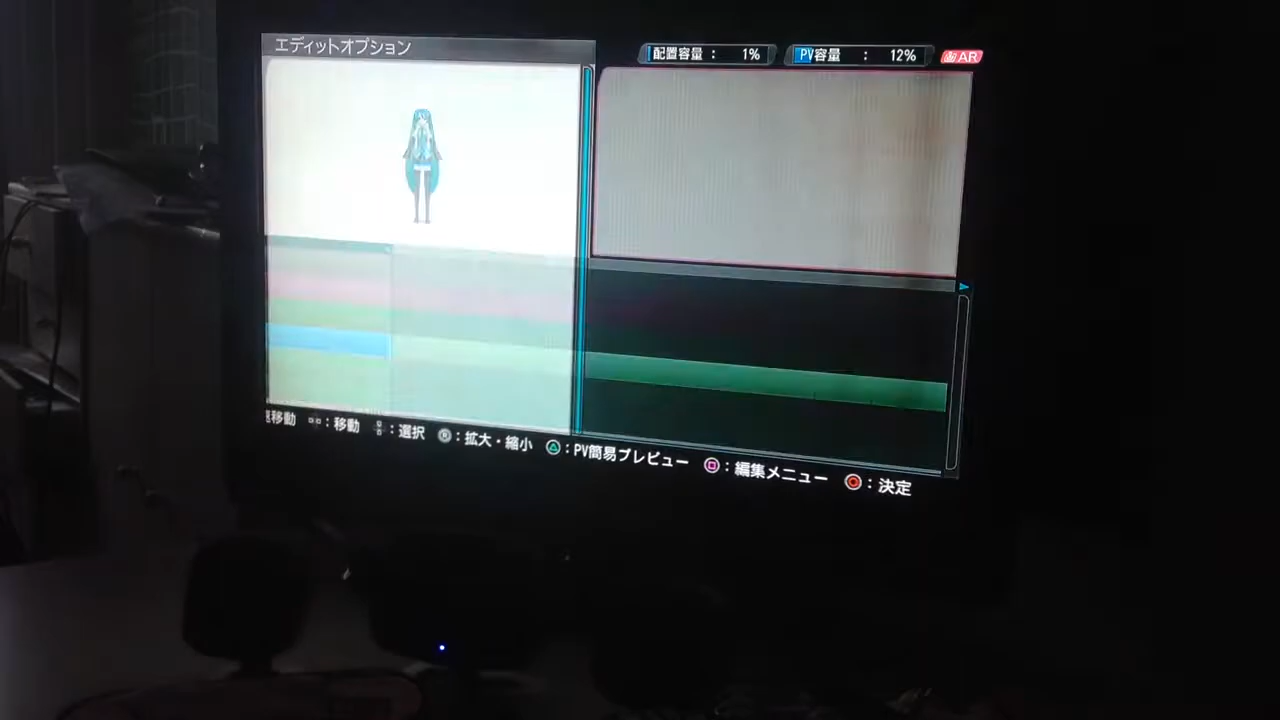 エディットオプション
配置容量 : 1%
PV容量 : 12%
AR
移動 :移動 :選択 :拡大・縮小 :PV簡易プレビュー :編集メニュー :決定